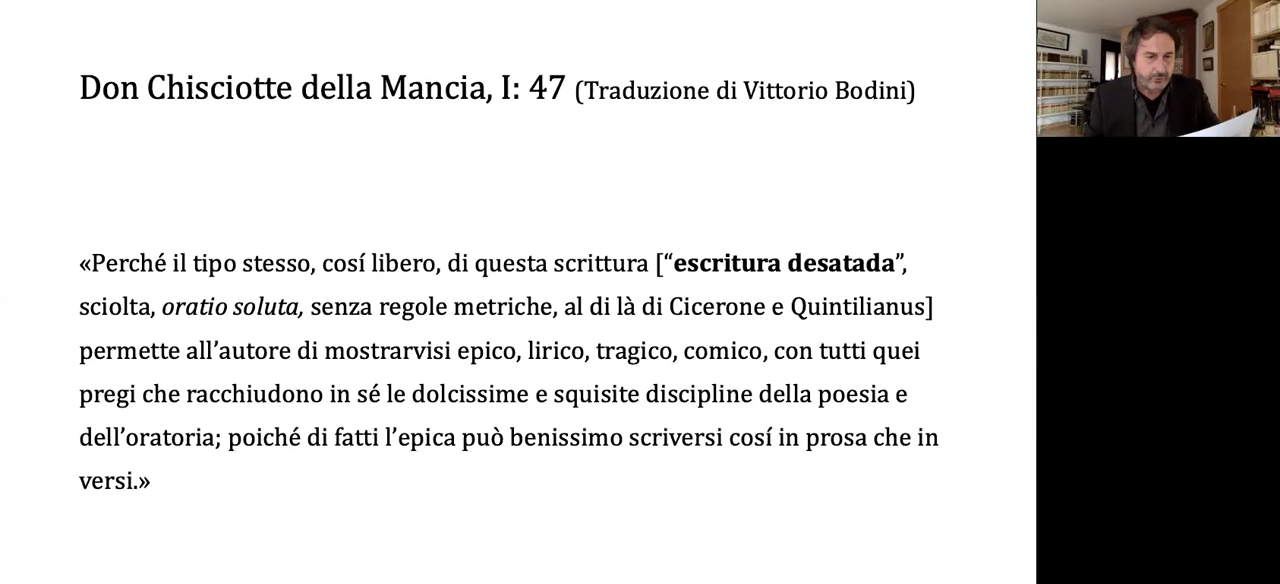 Don Chisciotte della Mancia, I: 47 (Traduzione di Vittorio Bodini)
«Perché il tipo stesso, cosí libero, di questa scrittura [“escritura desatada”,
sciolta, oratio soluta, senza regole metriche, al di là di Cicerone e Quintilianus]
permette all’autore di mostrarvisi epico, lirico, tragico, comico, con tutti quei
pregi che racchiudono in sé le dolcissime e squisite discipline della poesia e
dell’oratoria; poiché di fatti l’epica può benissimo scriversi cosí in prosa che in
versi.»